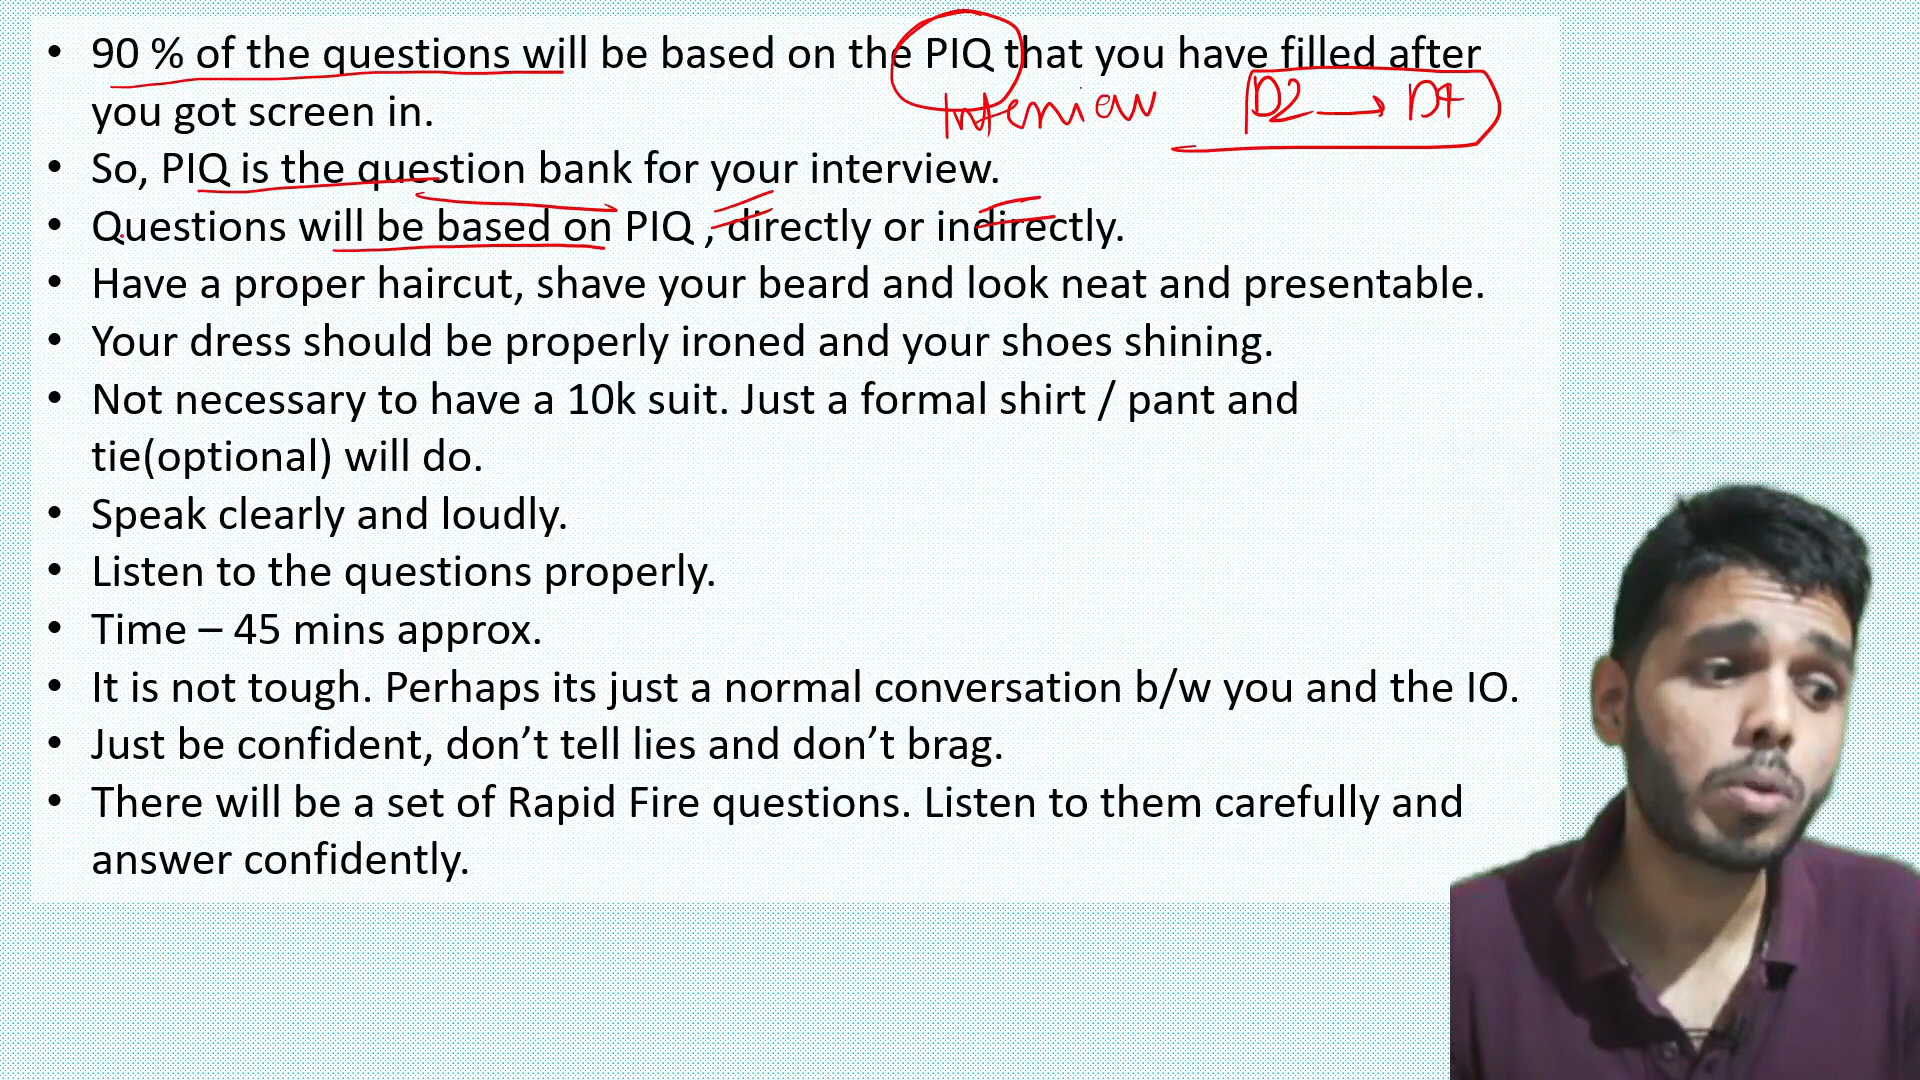 • 90 % of the questions will be based on the PIQ that you have filled after
you got screen in.
Interview D2 → D4
• So, PIQ is the question bank for your interview.
• Questions will be based on PIQ , directly or indirectly.
• Have a proper haircut, shave your beard and look neat and presentable.
• Your dress should be properly ironed and your shoes shining.
• Not necessary to have a 10k suit. Just a formal shirt / pant and
tie(optional) will do.
• Speak clearly and loudly.
• Listen to the questions properly.
• Time – 45 mins approx.
• It is not tough. Perhaps its just a normal conversation b/w you and the IO.
• Just be confident, don’t tell lies and don’t brag.
• There will be a set of Rapid Fire questions. Listen to them carefully and
answer confidently.